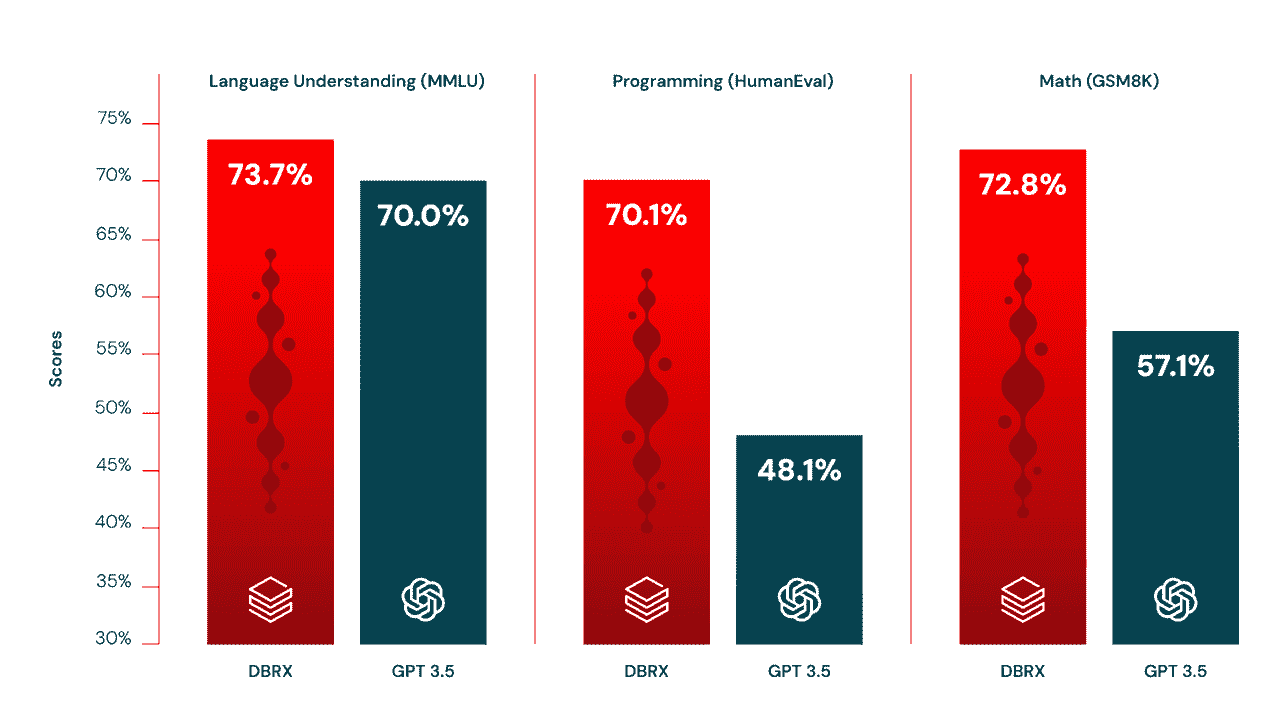 Language Understanding (MMLU)
Programming (HumanEval)
Math (GSM8K)
Scores
75%
70%
65%
60%
55%
50%
45%
40%
35%
30%
73.7%
70.0%
70.1%
48.1%
72.8%
57.1%
DBRX
GPT 3.5
DBRX
GPT 3.5
DBRX
GPT 3.5